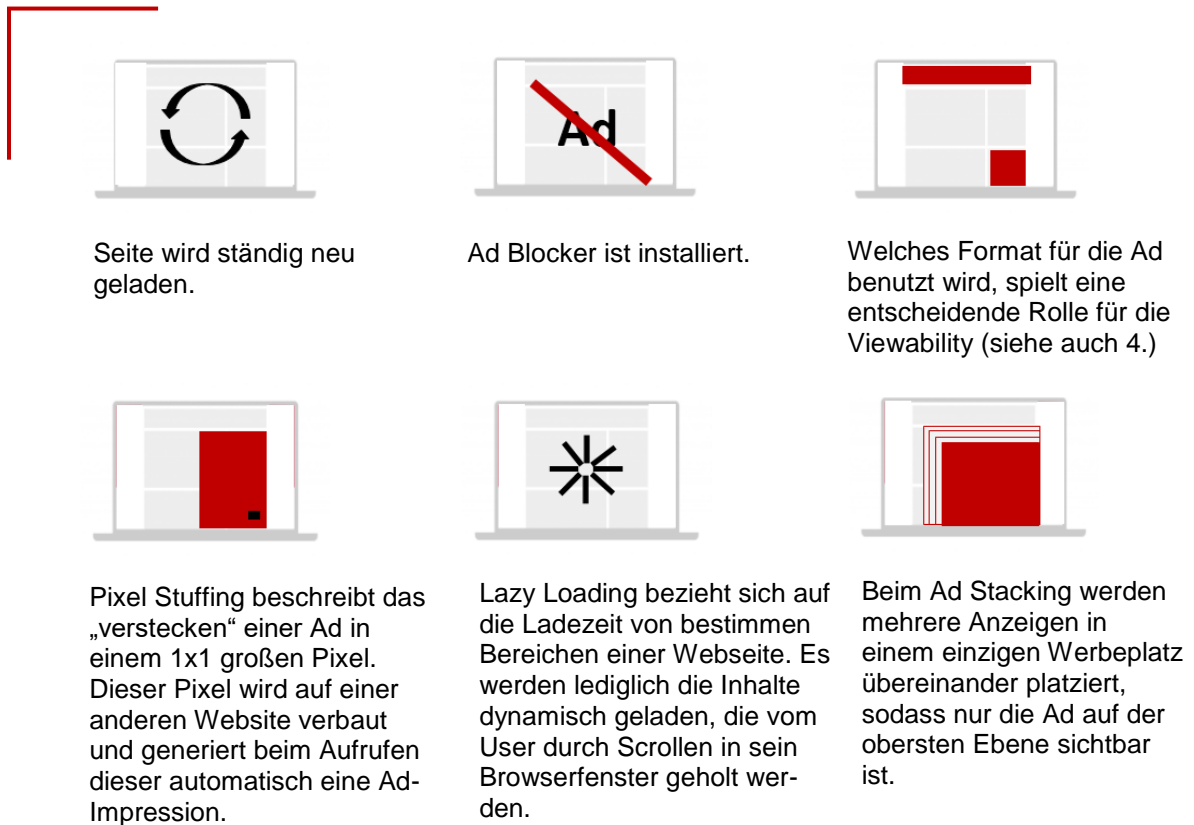 Ad
Seite wird ständig neu
geladen.
Ad Blocker ist installiert.
Welches Format für die Ad
benutzt wird, spielt eine
entscheidende Rolle für die
Viewability (siehe auch 4.)
Pixel Stuffing beschreibt das
„verstecken“ einer Ad in
einem 1x1 großen Pixel.
Dieser Pixel wird auf einer
anderen Website verbaut
und generiert beim Aufrufen
dieser automatisch eine Ad-
Impression.
Lazy Loading bezieht sich auf
die Ladezeit von bestimmen
Bereichen einer Webseite. Es
werden lediglich die Inhalte
dynamisch geladen, die vom
User durch Scrollen in sein
Browserfenster geholt wer-
den.
Beim Ad Stacking werden
mehrere Anzeigen in
einem einzigen Werbeplatz
übereinander platziert,
sodass nur die Ad auf der
obersten Ebene sichtbar
ist.